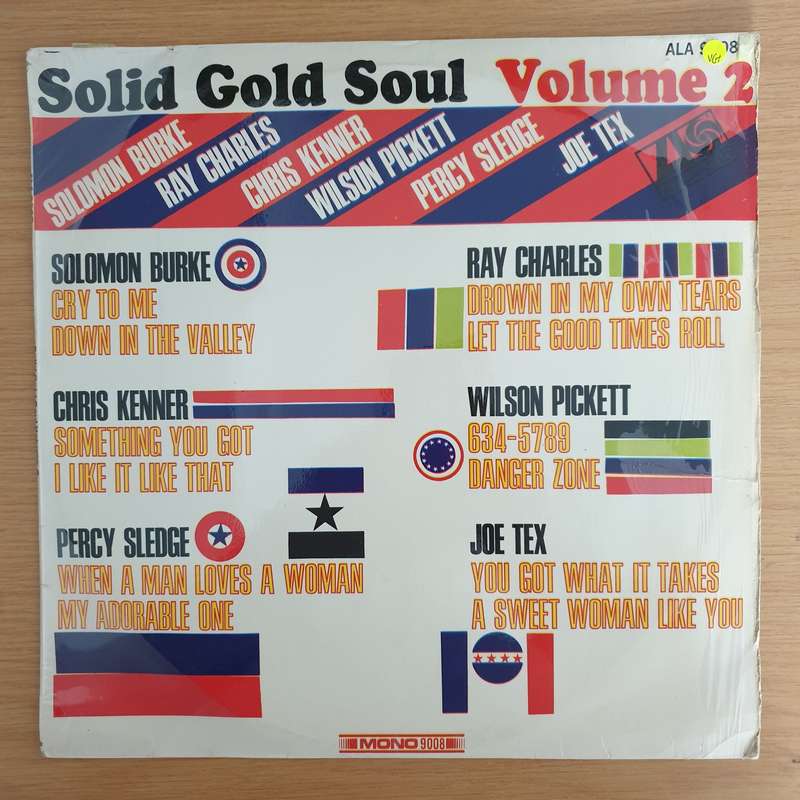 ALA 9008
VG+
Solid Gold Soul Volume 2
SOLOMON BURKE
RAY CHARLES
CHRIS KENNER
WILSON PICKETT
PERCY SLEDGE
JOE TEX
SOLOMON BURKE
CRY TO ME
DOWN IN THE VALLEY
RAY CHARLES
DROWN IN MY OWN TEARS
LET THE GOOD TIMES ROLL
CHRIS KENNER
SOMETHING YOU GOT
I LIKE IT LIKE THAT
WILSON PICKETT
634-5789
DANGER ZONE
PERCY SLEDGE
WHEN A MAN LOVES A WOMAN
MY ADORABLE ONE
JOE TEX
YOU GOT WHAT IT TAKES
A SWEET WOMAN LIKE YOU
MONO 9008